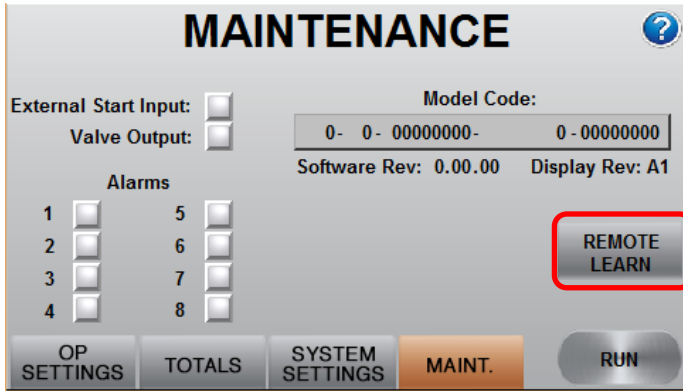 MAINTENANCE
?
External Start Input:
Valve Output:
Model Code:
0- 0- 00000000- 0 - 00000000
Software Rev: 0.00.00 Display Rev: A1
Alarms
1 5
2 6
3 7
4 8
REMOTE
LEARN
OP
SETTINGS
TOTALS
SYSTEM
SETTINGS
MAINT.
RUN